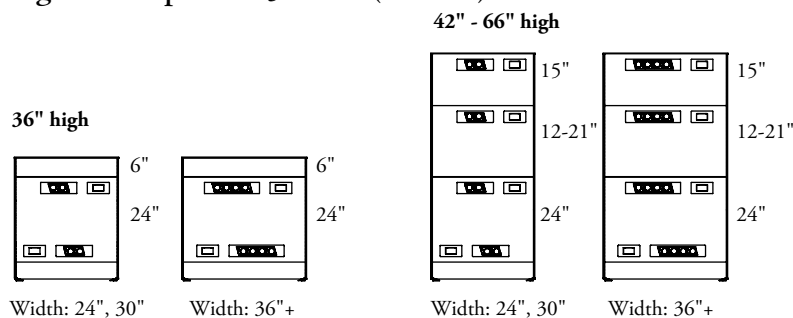 42" - 66" high
15"
15"
36" high
12-21"
12-21"
6"
6"
24"
24"
24"
24"
Width: 24", 30"
Width: 36"+
Width: 24", 30"
Width: 36"+